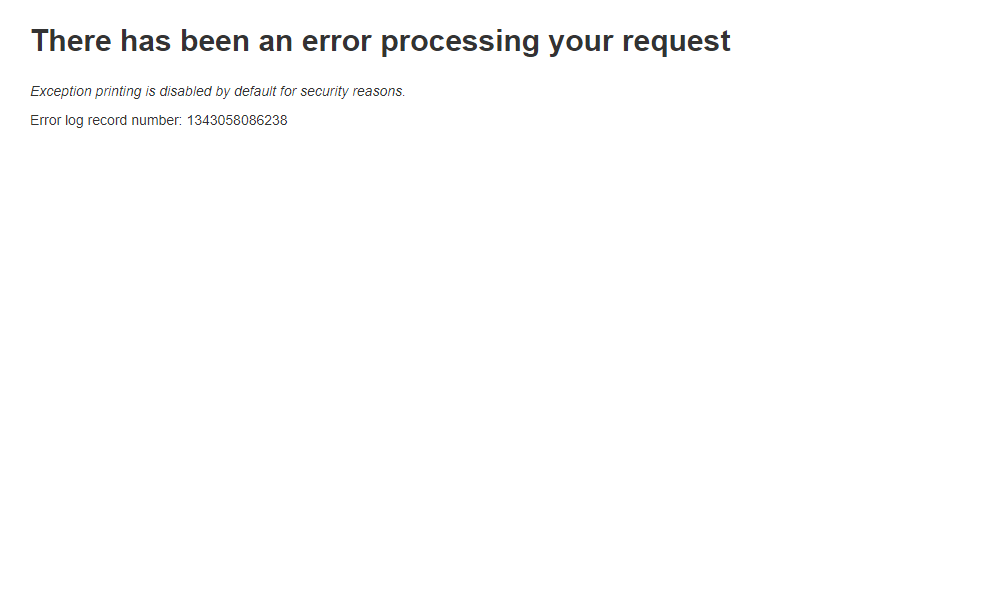 There has been an error processing your request
Exception printing is disabled by default for security reasons.
Error log record number: 1343058086238